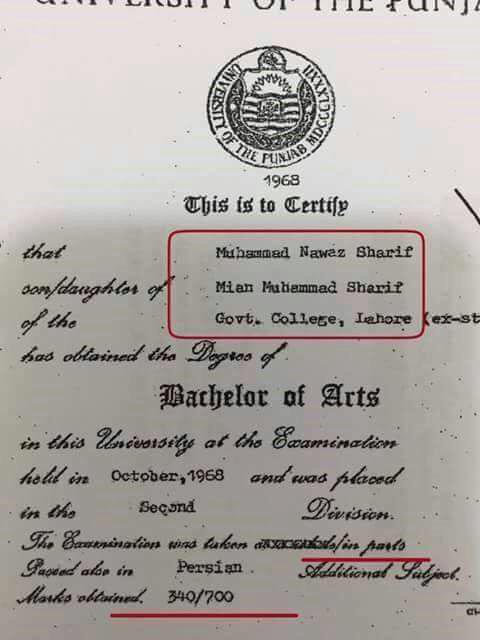 UNIVERSITY OF THE PUNJA
UNIVERSITY OF THE PUNJAB MDCCCLXXXII
1968
This is to Certify
that Muhammad Nawaz Sharif
son/daughter of Mian Muhammad Sharif
of the Govt. College, Lahore (ex-st
has obtained the Degree of
Bachelor of Arts
in this University at the Examination
held in October,1968 and was placed
in the Second Division.
The Examination was taken as in parts
Passed also in Persian Additional Subject.
Marks obtained. 340/700